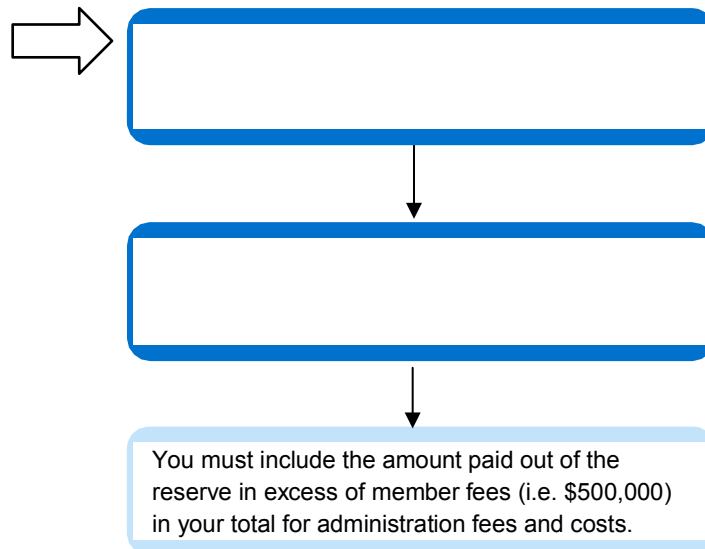 You must include the amount paid out of the
reserve in excess of member fees (i.e. $500,000)
in your total for administration fees and costs.